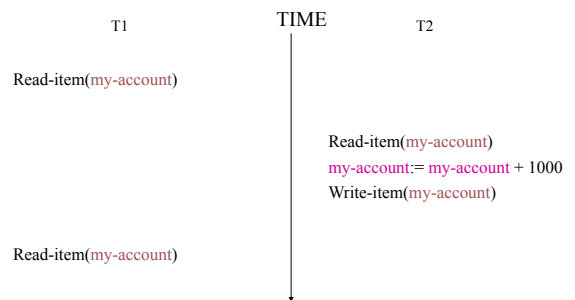 T1
TIME
T2
Read-item(my-account)
Read-item(my-account)
my-account:= my-account + 1000
Write-item(my-account)
Read-item(my-account)